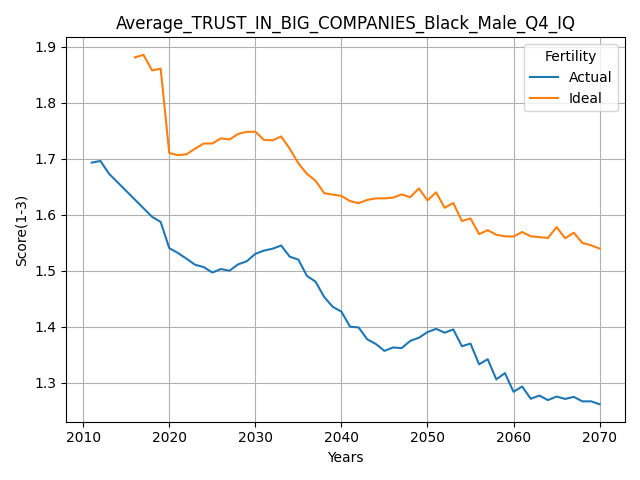 Average_TRUST_IN_BIG_COMPANIES_Black_Male_Q4_IQ
Fertility
Actual
Ideal
Score(1-3)
1.9
1.8
1.7
1.6
1.5
1.4
1.3
2010 2020 2030 2040 2050 2060 2070
Years